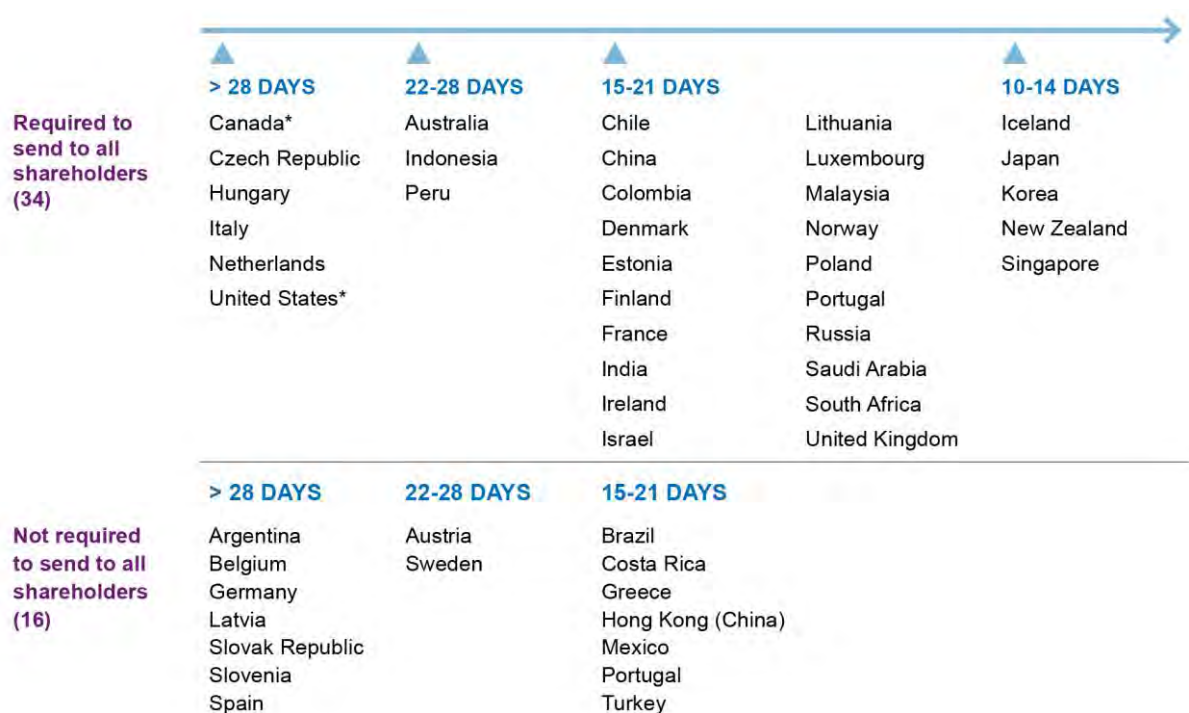 > 28 DAYS
22-28 DAYS
15-21 DAYS
10-14 DAYS
Required to
send to all
shareholders
(34)
Canada*
Czech Republic
Hungary
Italy
Netherlands
United States*
Australia
Indonesia
Peru
Chile
China
Colombia
Denmark
Estonia
Finland
France
India
Ireland
Israel
Lithuania
Luxembourg
Malaysia
Norway
Poland
Portugal
Russia
Saudi Arabia
South Africa
United Kingdom
Iceland
Japan
Korea
New Zealand
Singapore
> 28 DAYS
22-28 DAYS
15-21 DAYS
Not required
to send to all
shareholders
(16)
Argentina
Belgium
Germany
Latvia
Slovak Republic
Slovenia
Spain
Austria
Sweden
Brazil
Costa Rica
Greece
Hong Kong (China)
Mexico
Portugal
Turkey